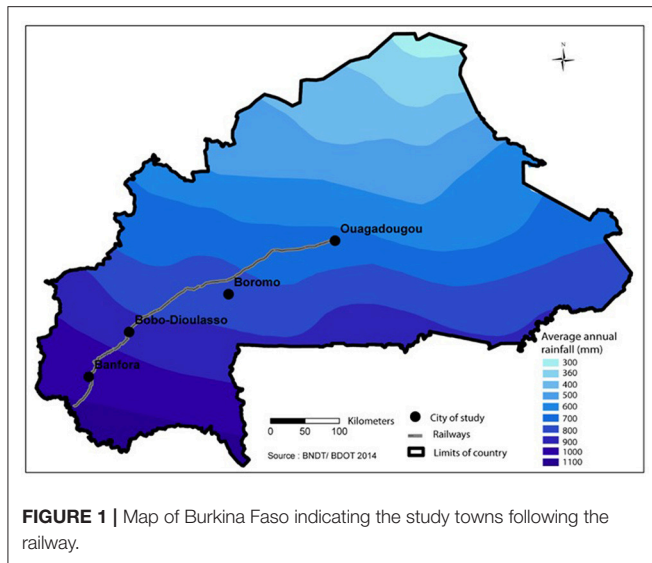 N
Ouagadougou
Boromo
Bobo-Dioulasso
Banfora
Average annual
rainfall (mm)
300
360
400
500
600
700
800
900
1000
1100
Kilometers
0 50 100
Source : BNDT/ BDOT 2014
City of study
Railways
Limits of country
FIGURE 1 | Map of Burkina Faso indicating the study towns following the
railway.